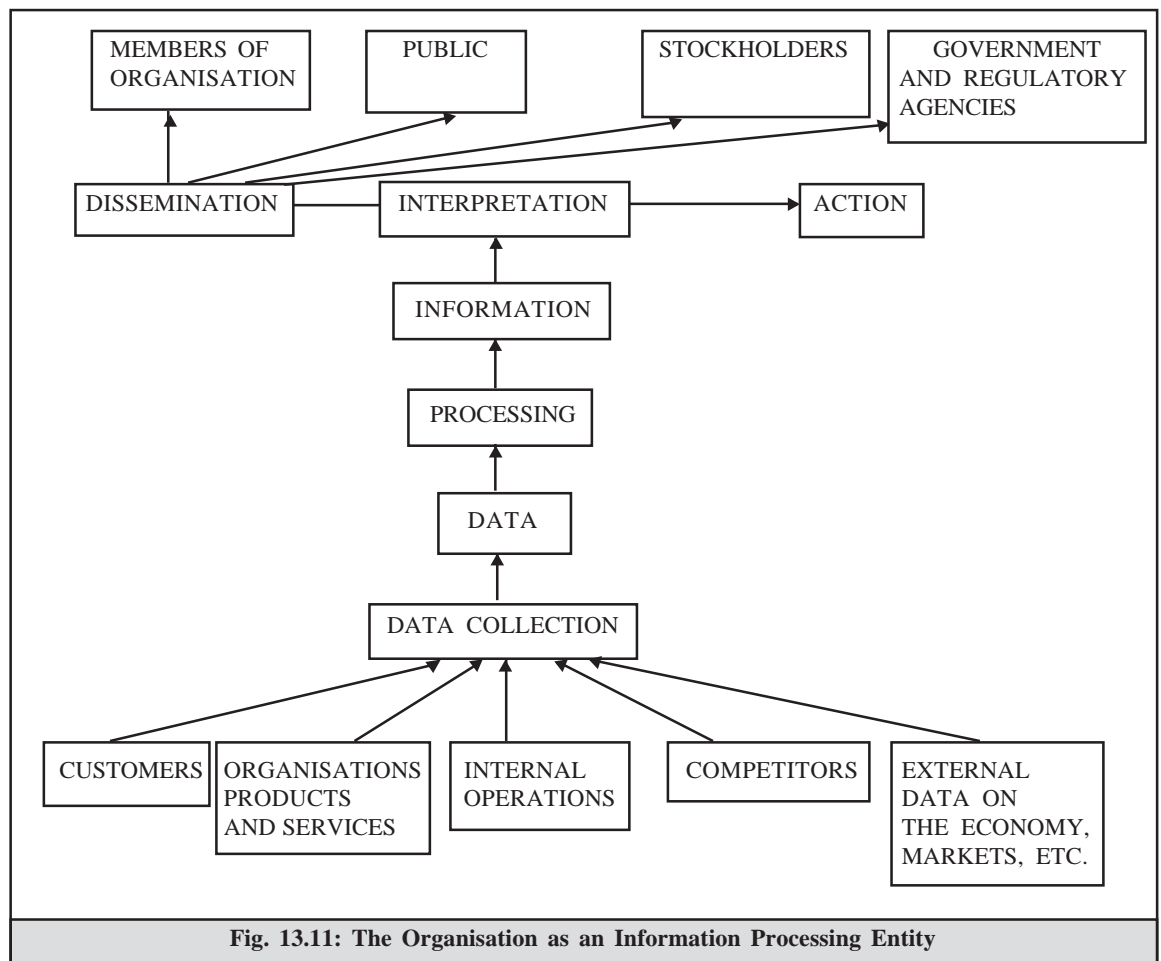 MEMBERS OF
ORGANISATION
PUBLIC
STOCKHOLDERS
GOVERNMENT
AND REGULATORY
AGENCIES
DISSEMINATION
INTERPRETATION
ACTION
INFORMATION
PROCESSING
DATA
DATA COLLECTION
CUSTOMERS
ORGANISATIONS
PRODUCTS
AND SERVICES
INTERNAL
OPERATIONS
COMPETITORS
EXTERNAL
DATA ON
THE ECONOMY,
MARKETS, ETC.
Fig. 13.11: The Organisation as an Information Processing Entity